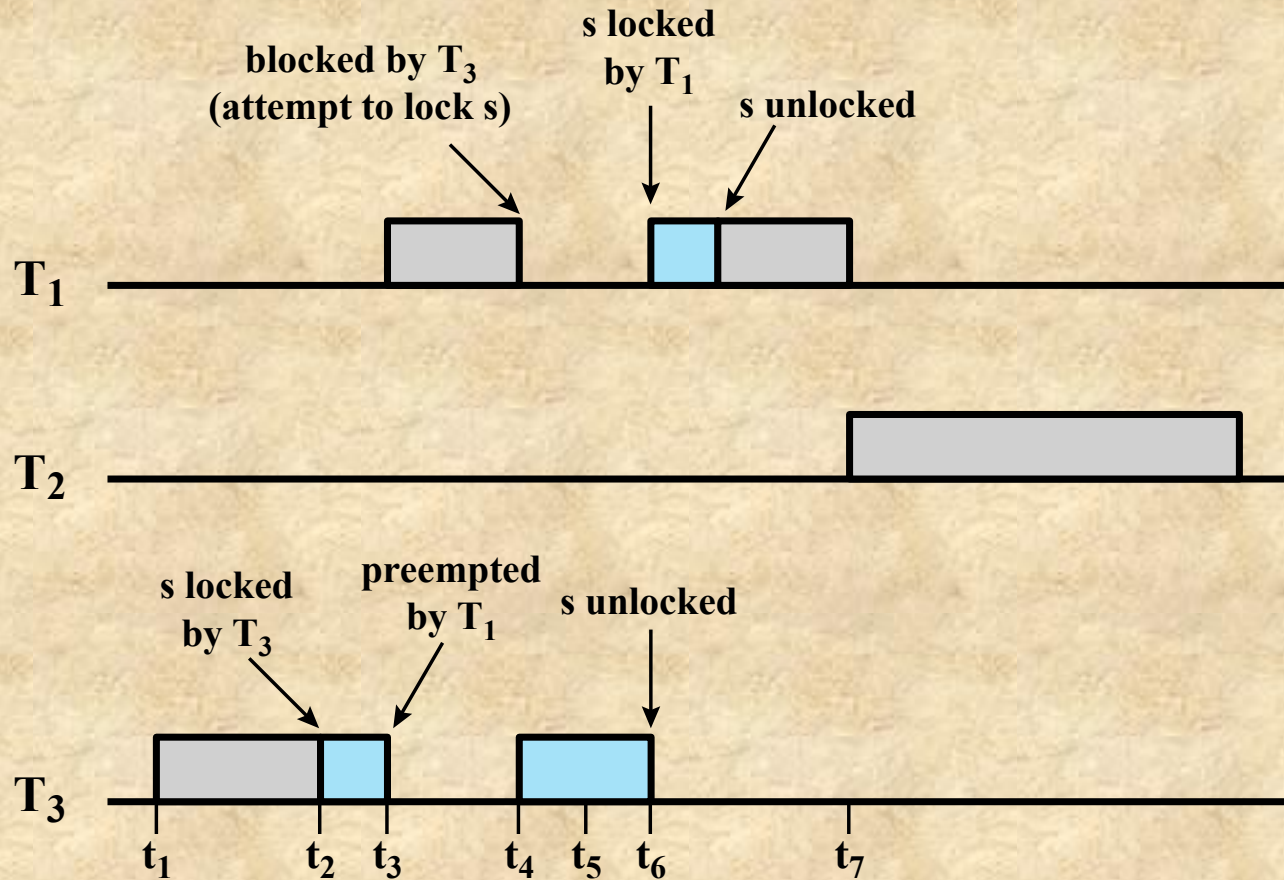 s locked
by T₁
blocked by T₃
(attempt to lock s)
s unlocked
T₁
T₂
s locked
by T₃
preempted
by T₁
s unlocked
T₃
t₁ t₂ t₃ t₄ t₅ t₆ t₇